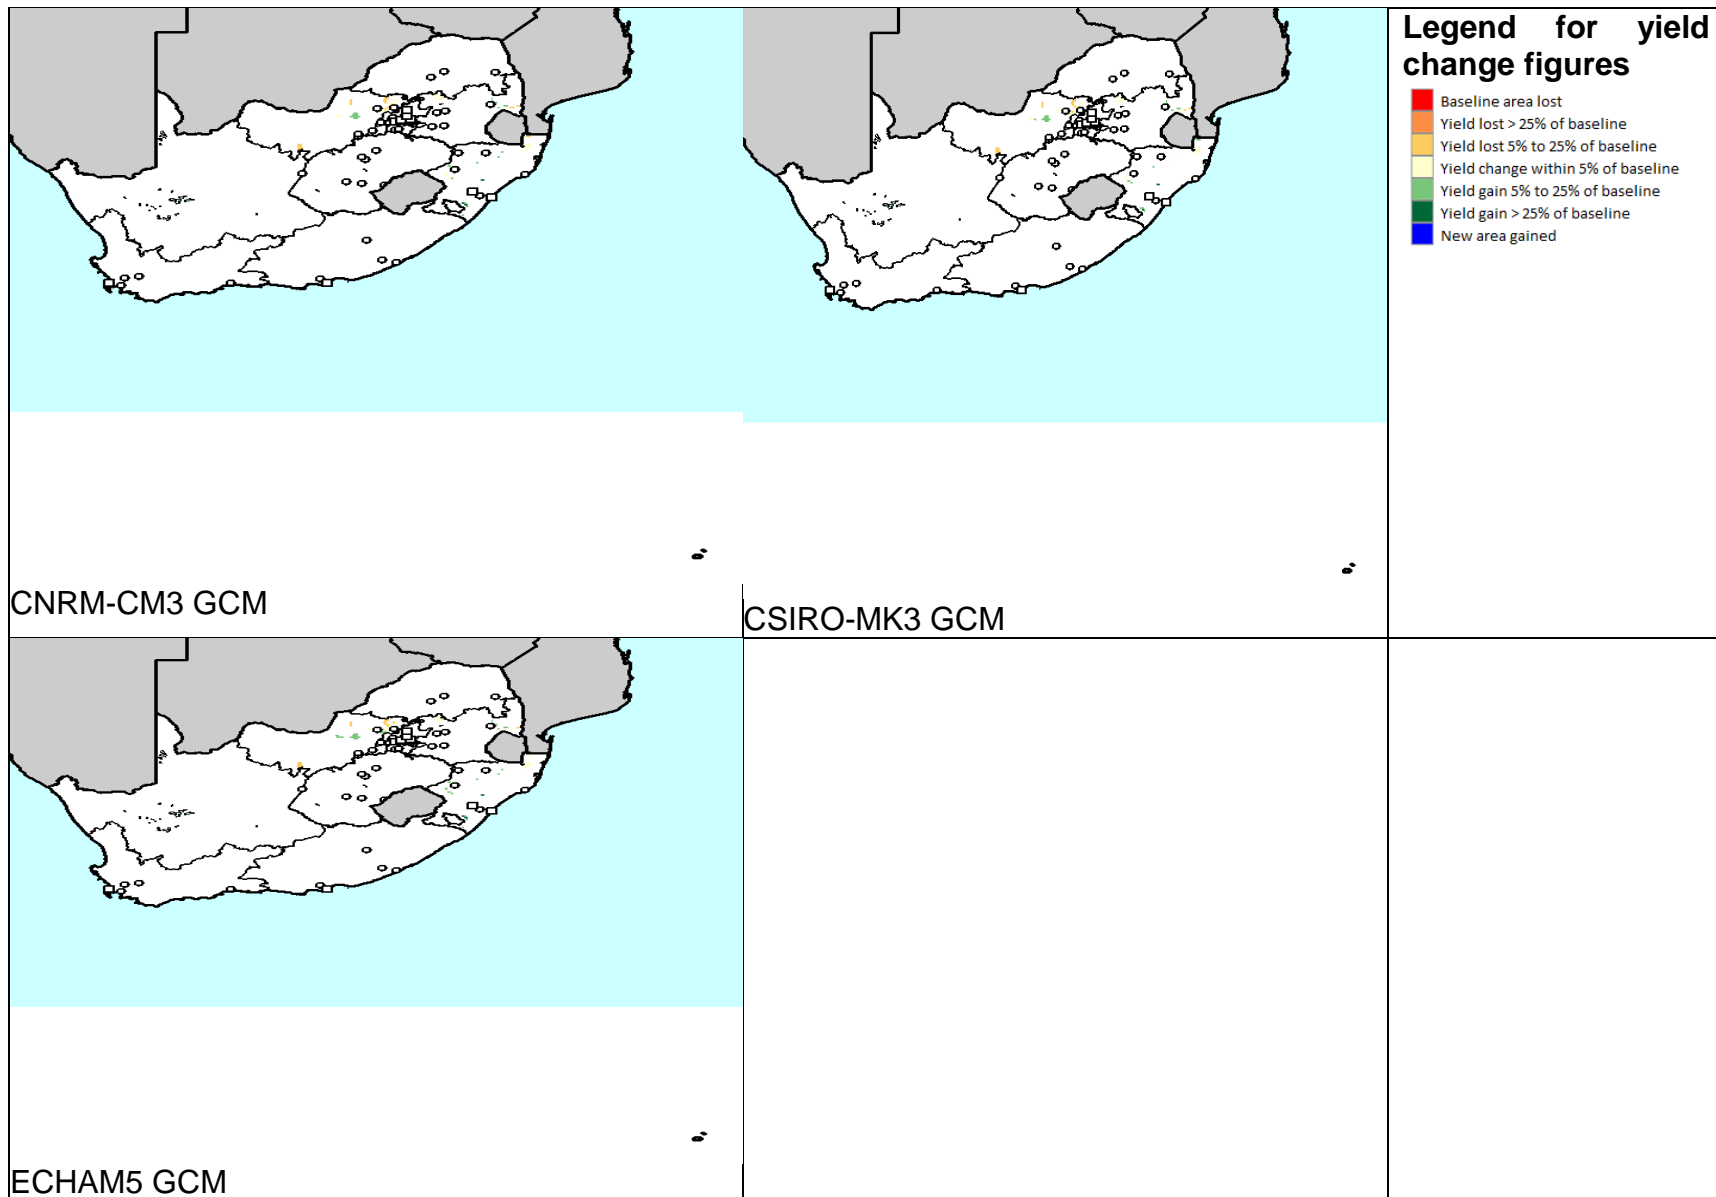 Legend for yield
change figures
Baseline area lost
Yield lost > 25% of baseline
Yield lost 5% to 25% of baseline
Yield change within 5% of baseline
Yield gain 5% to 25% of baseline
Yield gain > 25% of baseline
New area gained
CNRM-CM3 GCM
CSIRO-MK3 GCM
ECHAM5 GCM